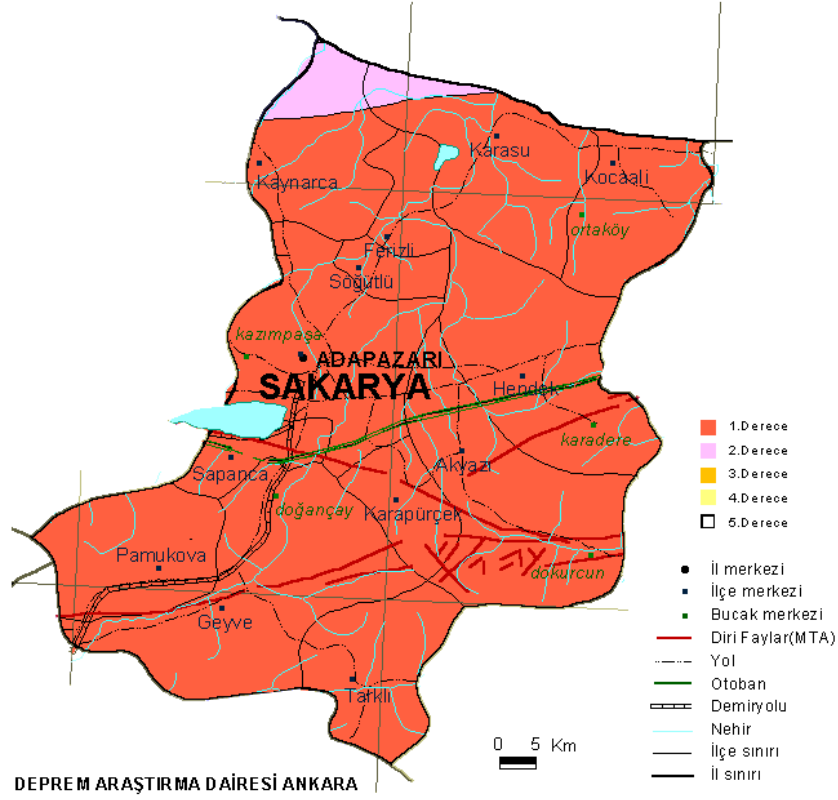 Karasu
Kaynarca
Kocaali
ortaköy
Ferizli
Söğütlü
kazımpaşa
ADAPAZARI
SAKARYA
Hendek
karadere
Sapanca
Akyazı
doğançay
Karapürçek
Pamukova
dokurcun
Geyve
Taraklı
1.Derece
2.Derece
3.Derece
4.Derece
5.Derece
İl merkezi
İlçe merkezi
Bucak merkezi
Diri Faylar(MTA)
Yol
Otoban
Demiryolu
Nehir
İlçe sınırı
İl sınırı
0 5 Km
DEPREM ARAŞTIRMA DAİRESİ ANKARA